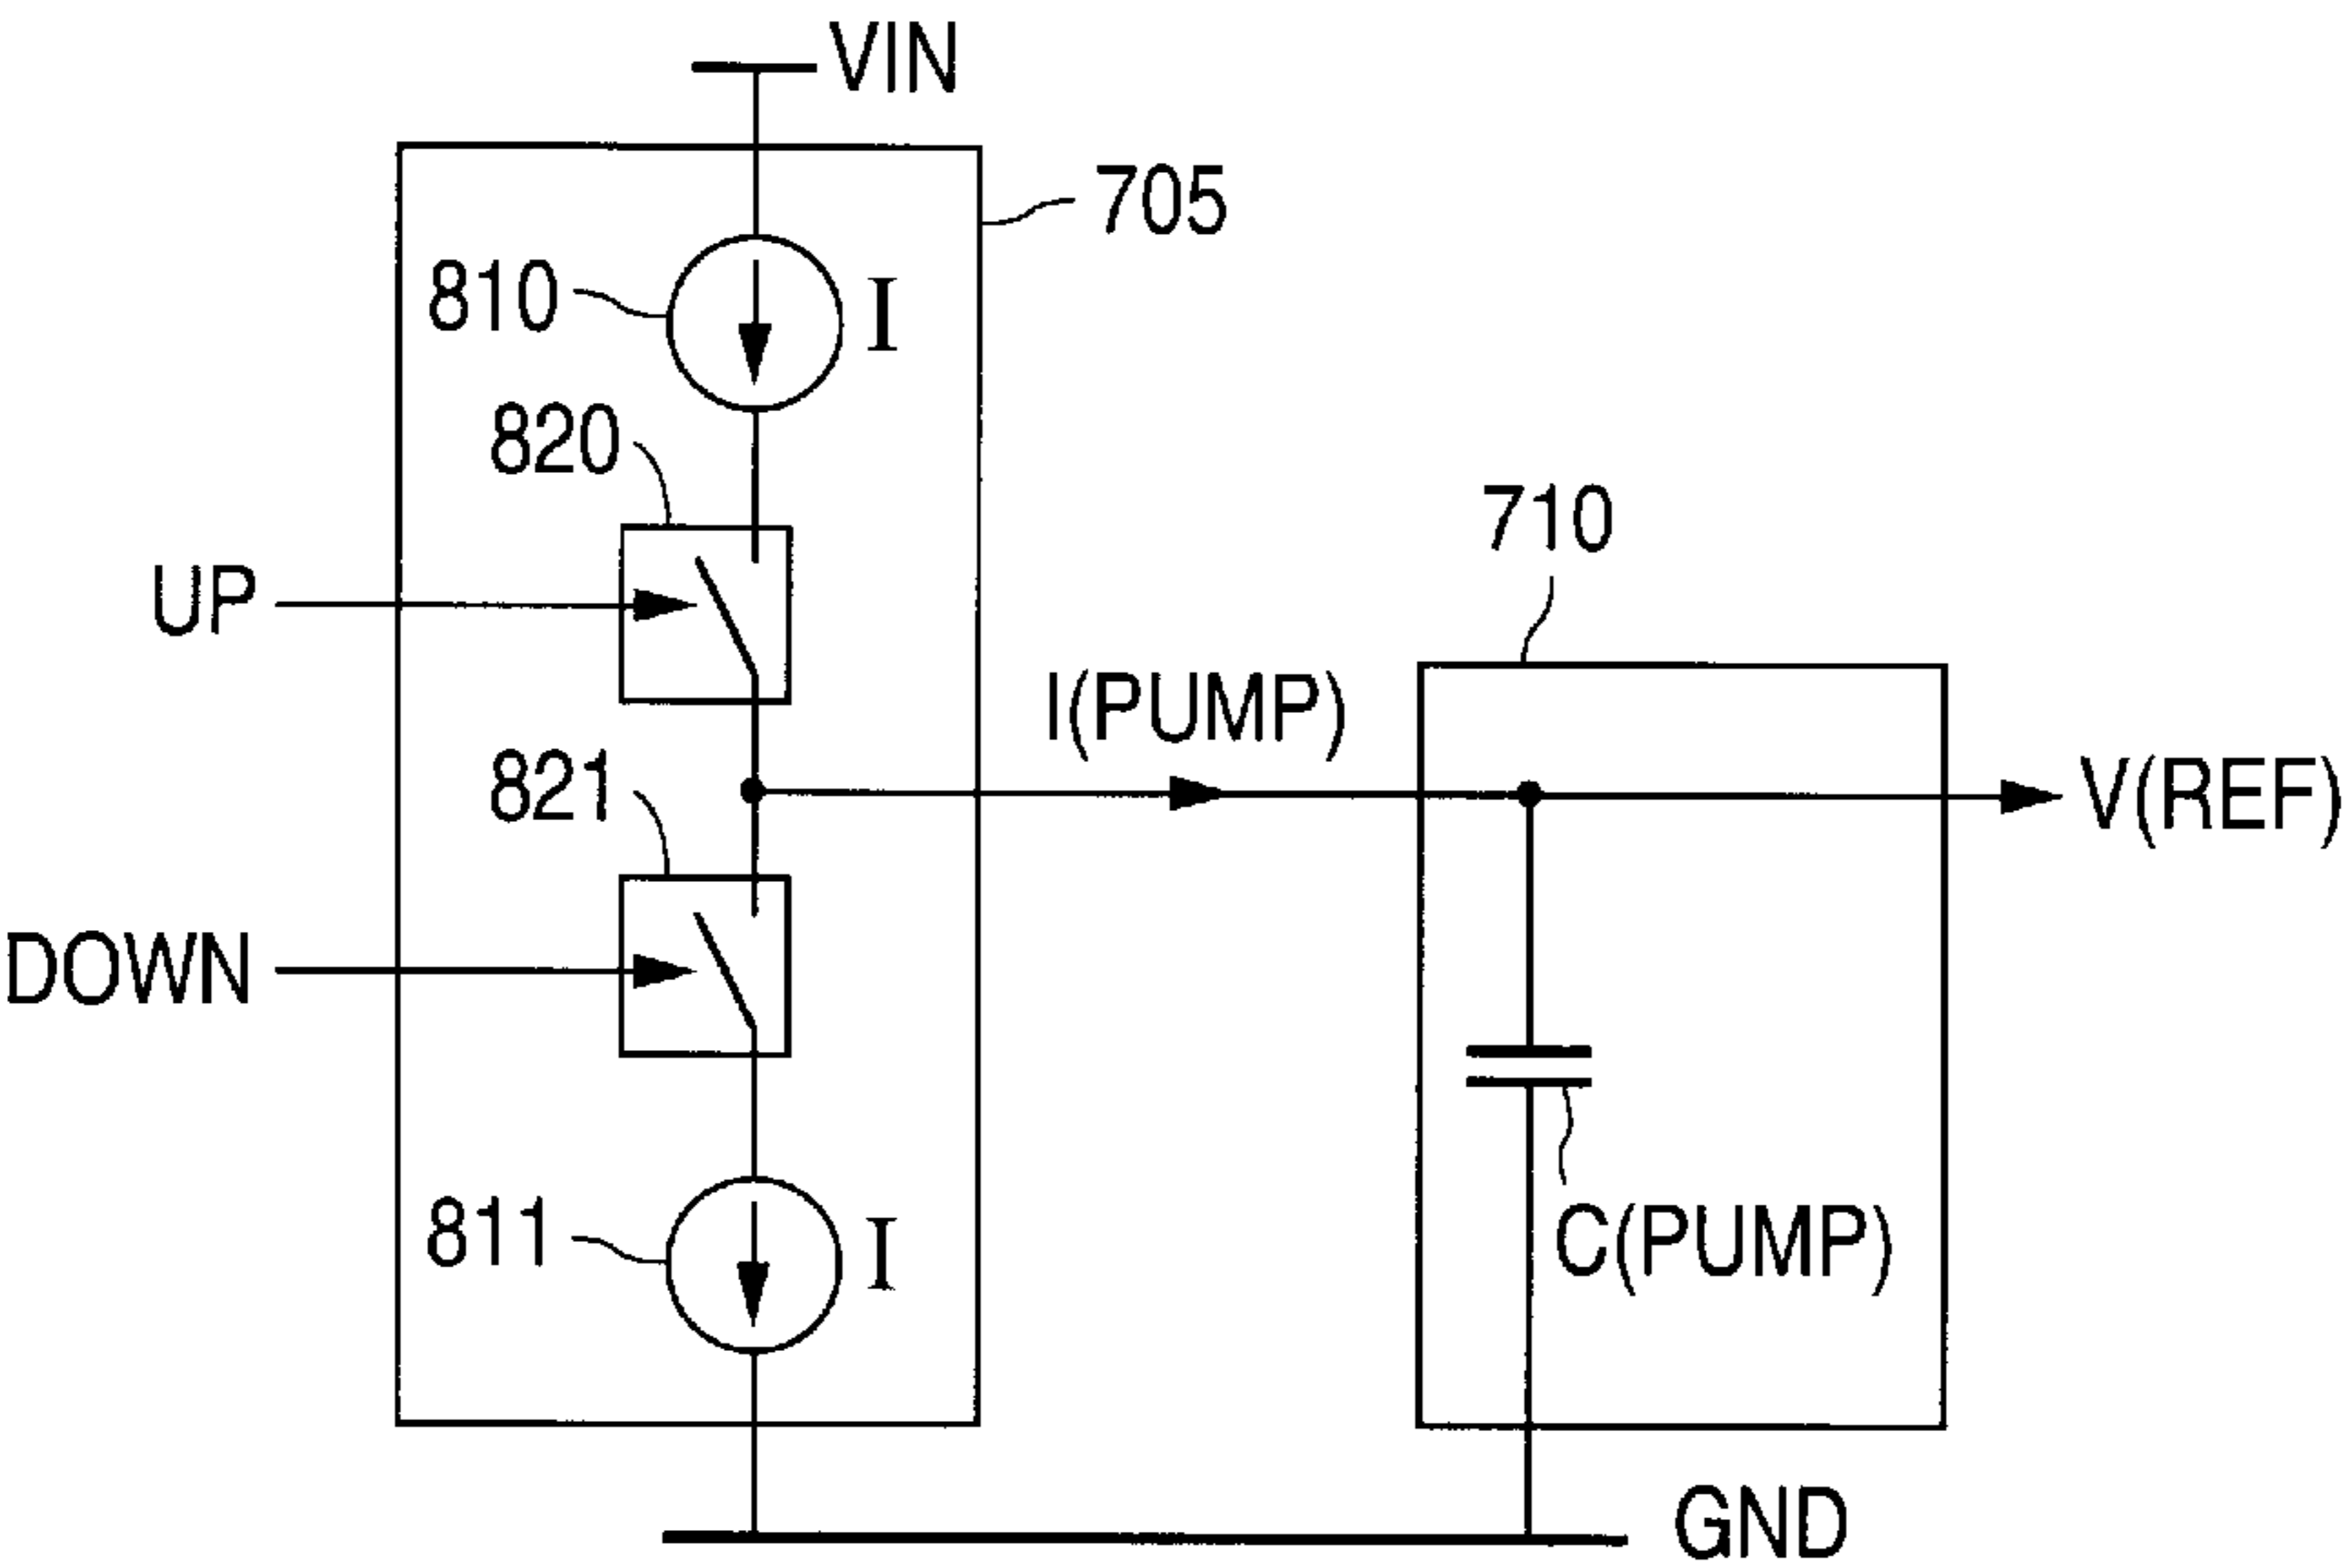 VIN
705
810
I
820
710
UP
I(PUMP)
821
V(REF)
DOWN
811
I
C(PUMP)
GND